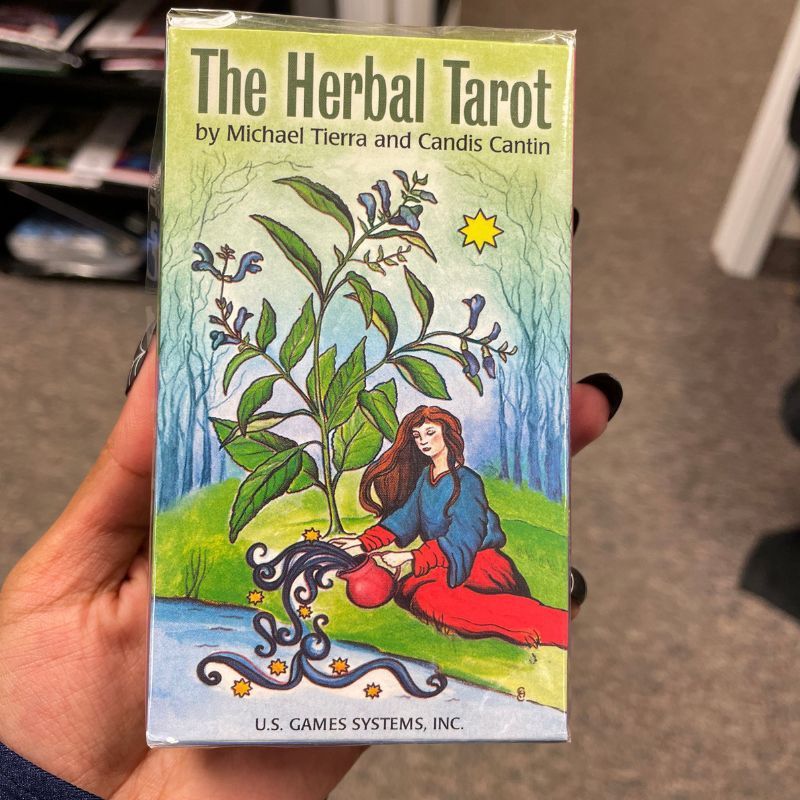 The Herbal Tarot
by Michael Tierra and Candis Cantin
U.S. GAMES SYSTEMS, INC.